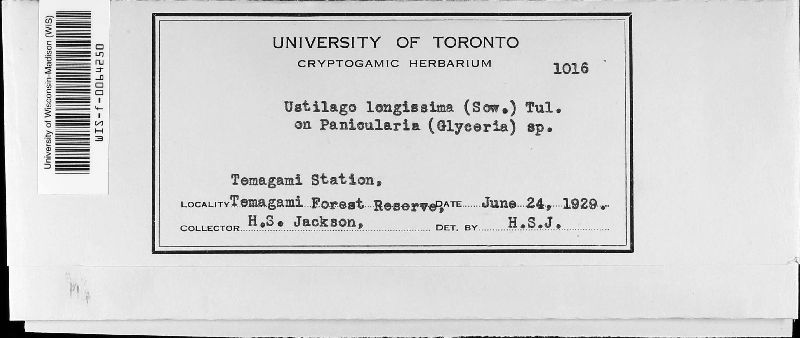 University of Wisconsin-Madison (WIS)
WIS-f-0064250
UNIVERSITY OF TORONTO
CRYPTOGAMIC HERBARIUM
1016
Ustilago longissima (Sow.) Tul.
on Panicularia (Glyceria) sp.
Temagami Station,
LOCALITY Temagami Forest Reserve, DATE June 24, 1929.
COLLECTOR H.S. Jackson, DET. BY H.S.J.